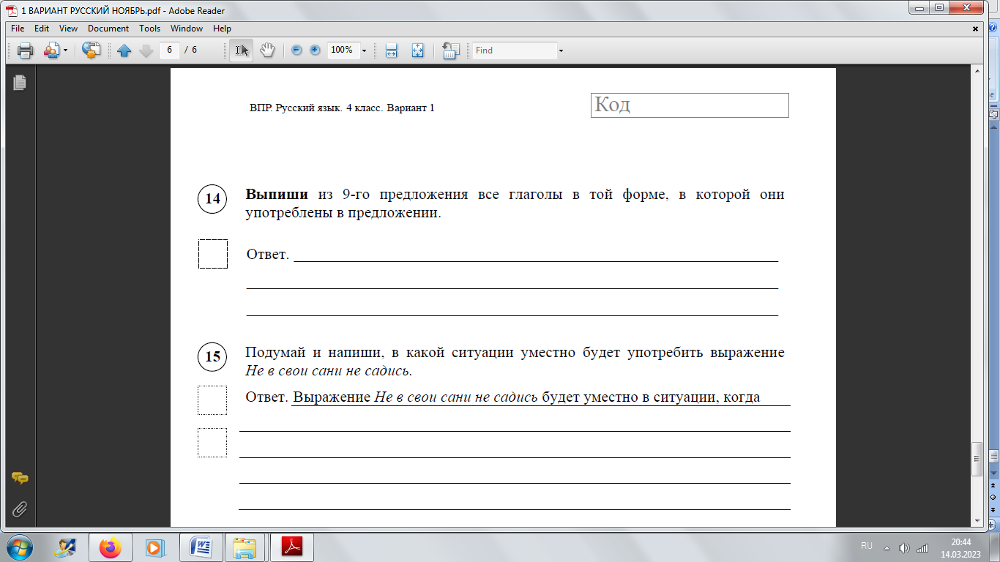 1 ВАРИАНТ РУССКИЙ НОЯБРЬ.pdf - Adobe Reader
File Edit View Document Tools Window Help
6 / 6 100% Find
ВПР. Русский язык. 4 класс. Вариант 1
Код
14 Выпиши из 9-го предложения все глаголы в той форме, в которой они
употреблены в предложении.
Ответ.
15 Подумай и напиши, в какой ситуации уместно будет употребить выражение
Не в свои сани не садись.
Ответ. Выражение Не в свои сани не садись будет уместно в ситуации, когда
RU
20:44
14.03.2023